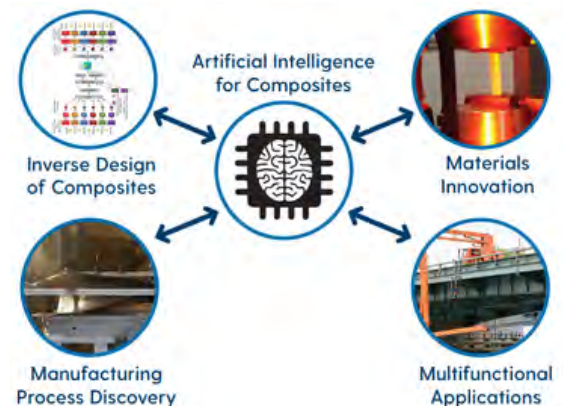 Artificial Intelligence
for Composites
Inverse Design
of Composites
Materials
Innovation
Manufacturing
Process Discovery
Multifunctional
Applications